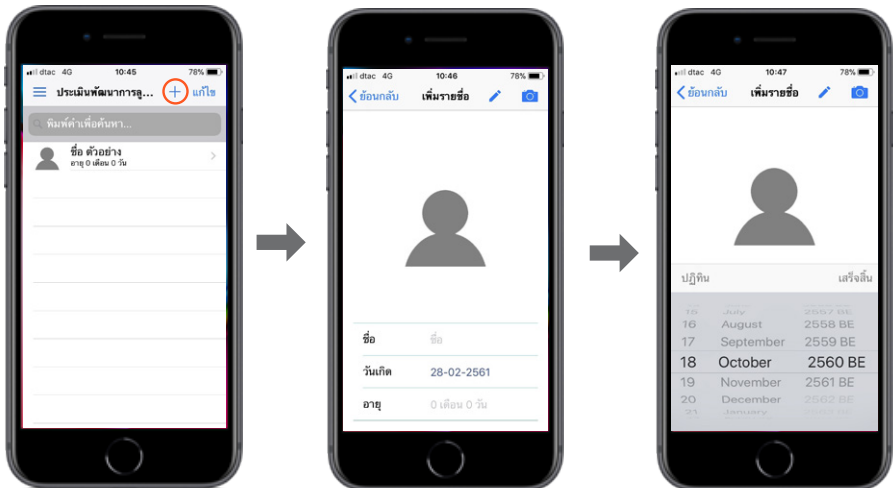 dtac 4G 10:45 78%
ประเมินพัฒนาการลู... แก้ไข
พิมพ์คำเพื่อค้นหา...
ชื่อ ตัวอย่าง
อายุ 0 เดือน 0 วัน
dtac 4G 10:46 78%
ย้อนกลับ เพิ่มรายชื่อ
ชื่อ ชื่อ
วันเกิด 28-02-2561
อายุ 0 เดือน 0 วัน
dtac 4G 10:47 78%
ย้อนกลับ เพิ่มรายชื่อ
ปฏิทิน เสร็จสิ้น
15 July 2557 BE
16 August 2558 BE
17 September 2559 BE
18 October 2560 BE
19 November 2561 BE
20 December 2562 BE
21 January